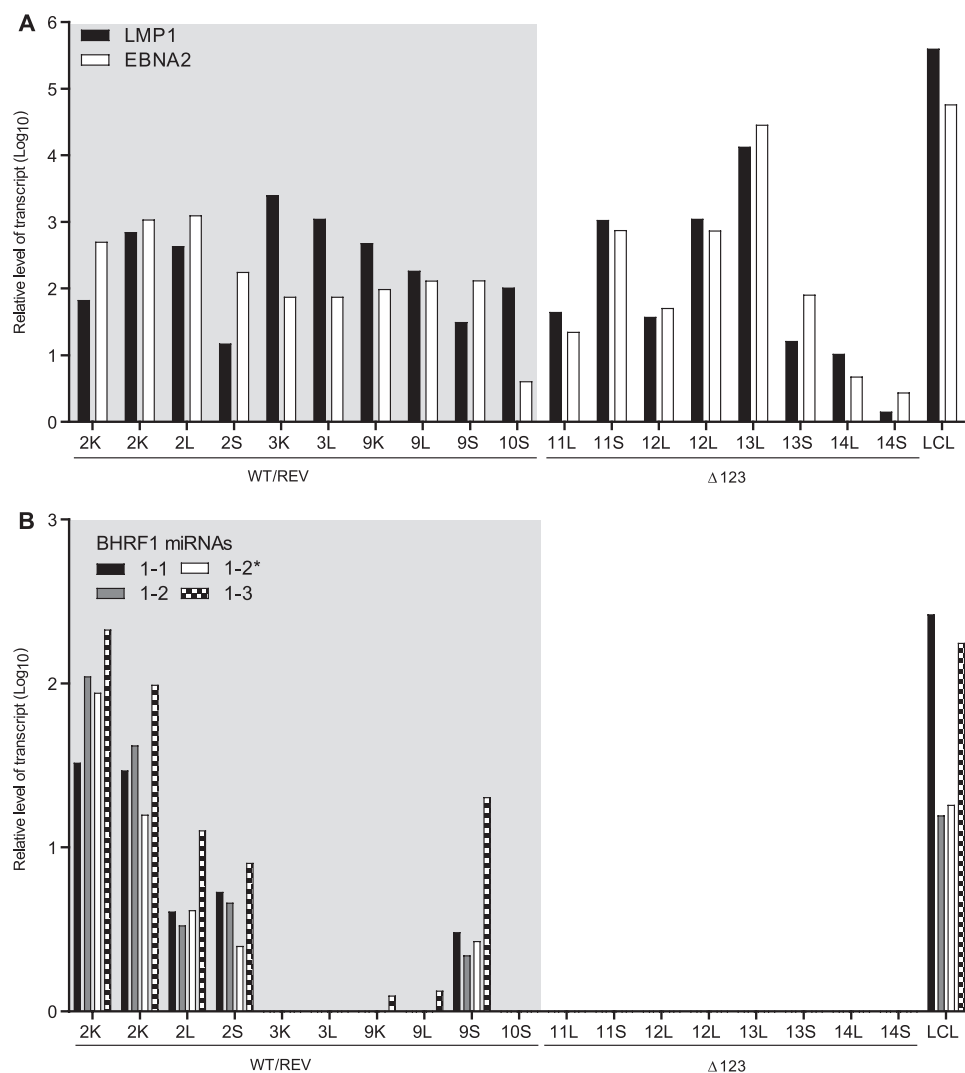 A
LMP1
EBNA2
Relative level of transcript (Log10)
6
5
4
3
2
1
0
2K 2K 2L 2S 3K 3L 9K 9L 9S 10S 11L 11S 12L 12L 13L 13S 14L 14S LCL
WT/REV Δ123
B
BHRF1 miRNAs
1-1 1-2*
1-2 1-3
Relative level of transcript (Log10)
3
2
1
0
2K 2K 2L 2S 3K 3L 9K 9L 9S 10S 11L 11S 12L 12L 13L 13S 14L 14S LCL
WT/REV Δ123